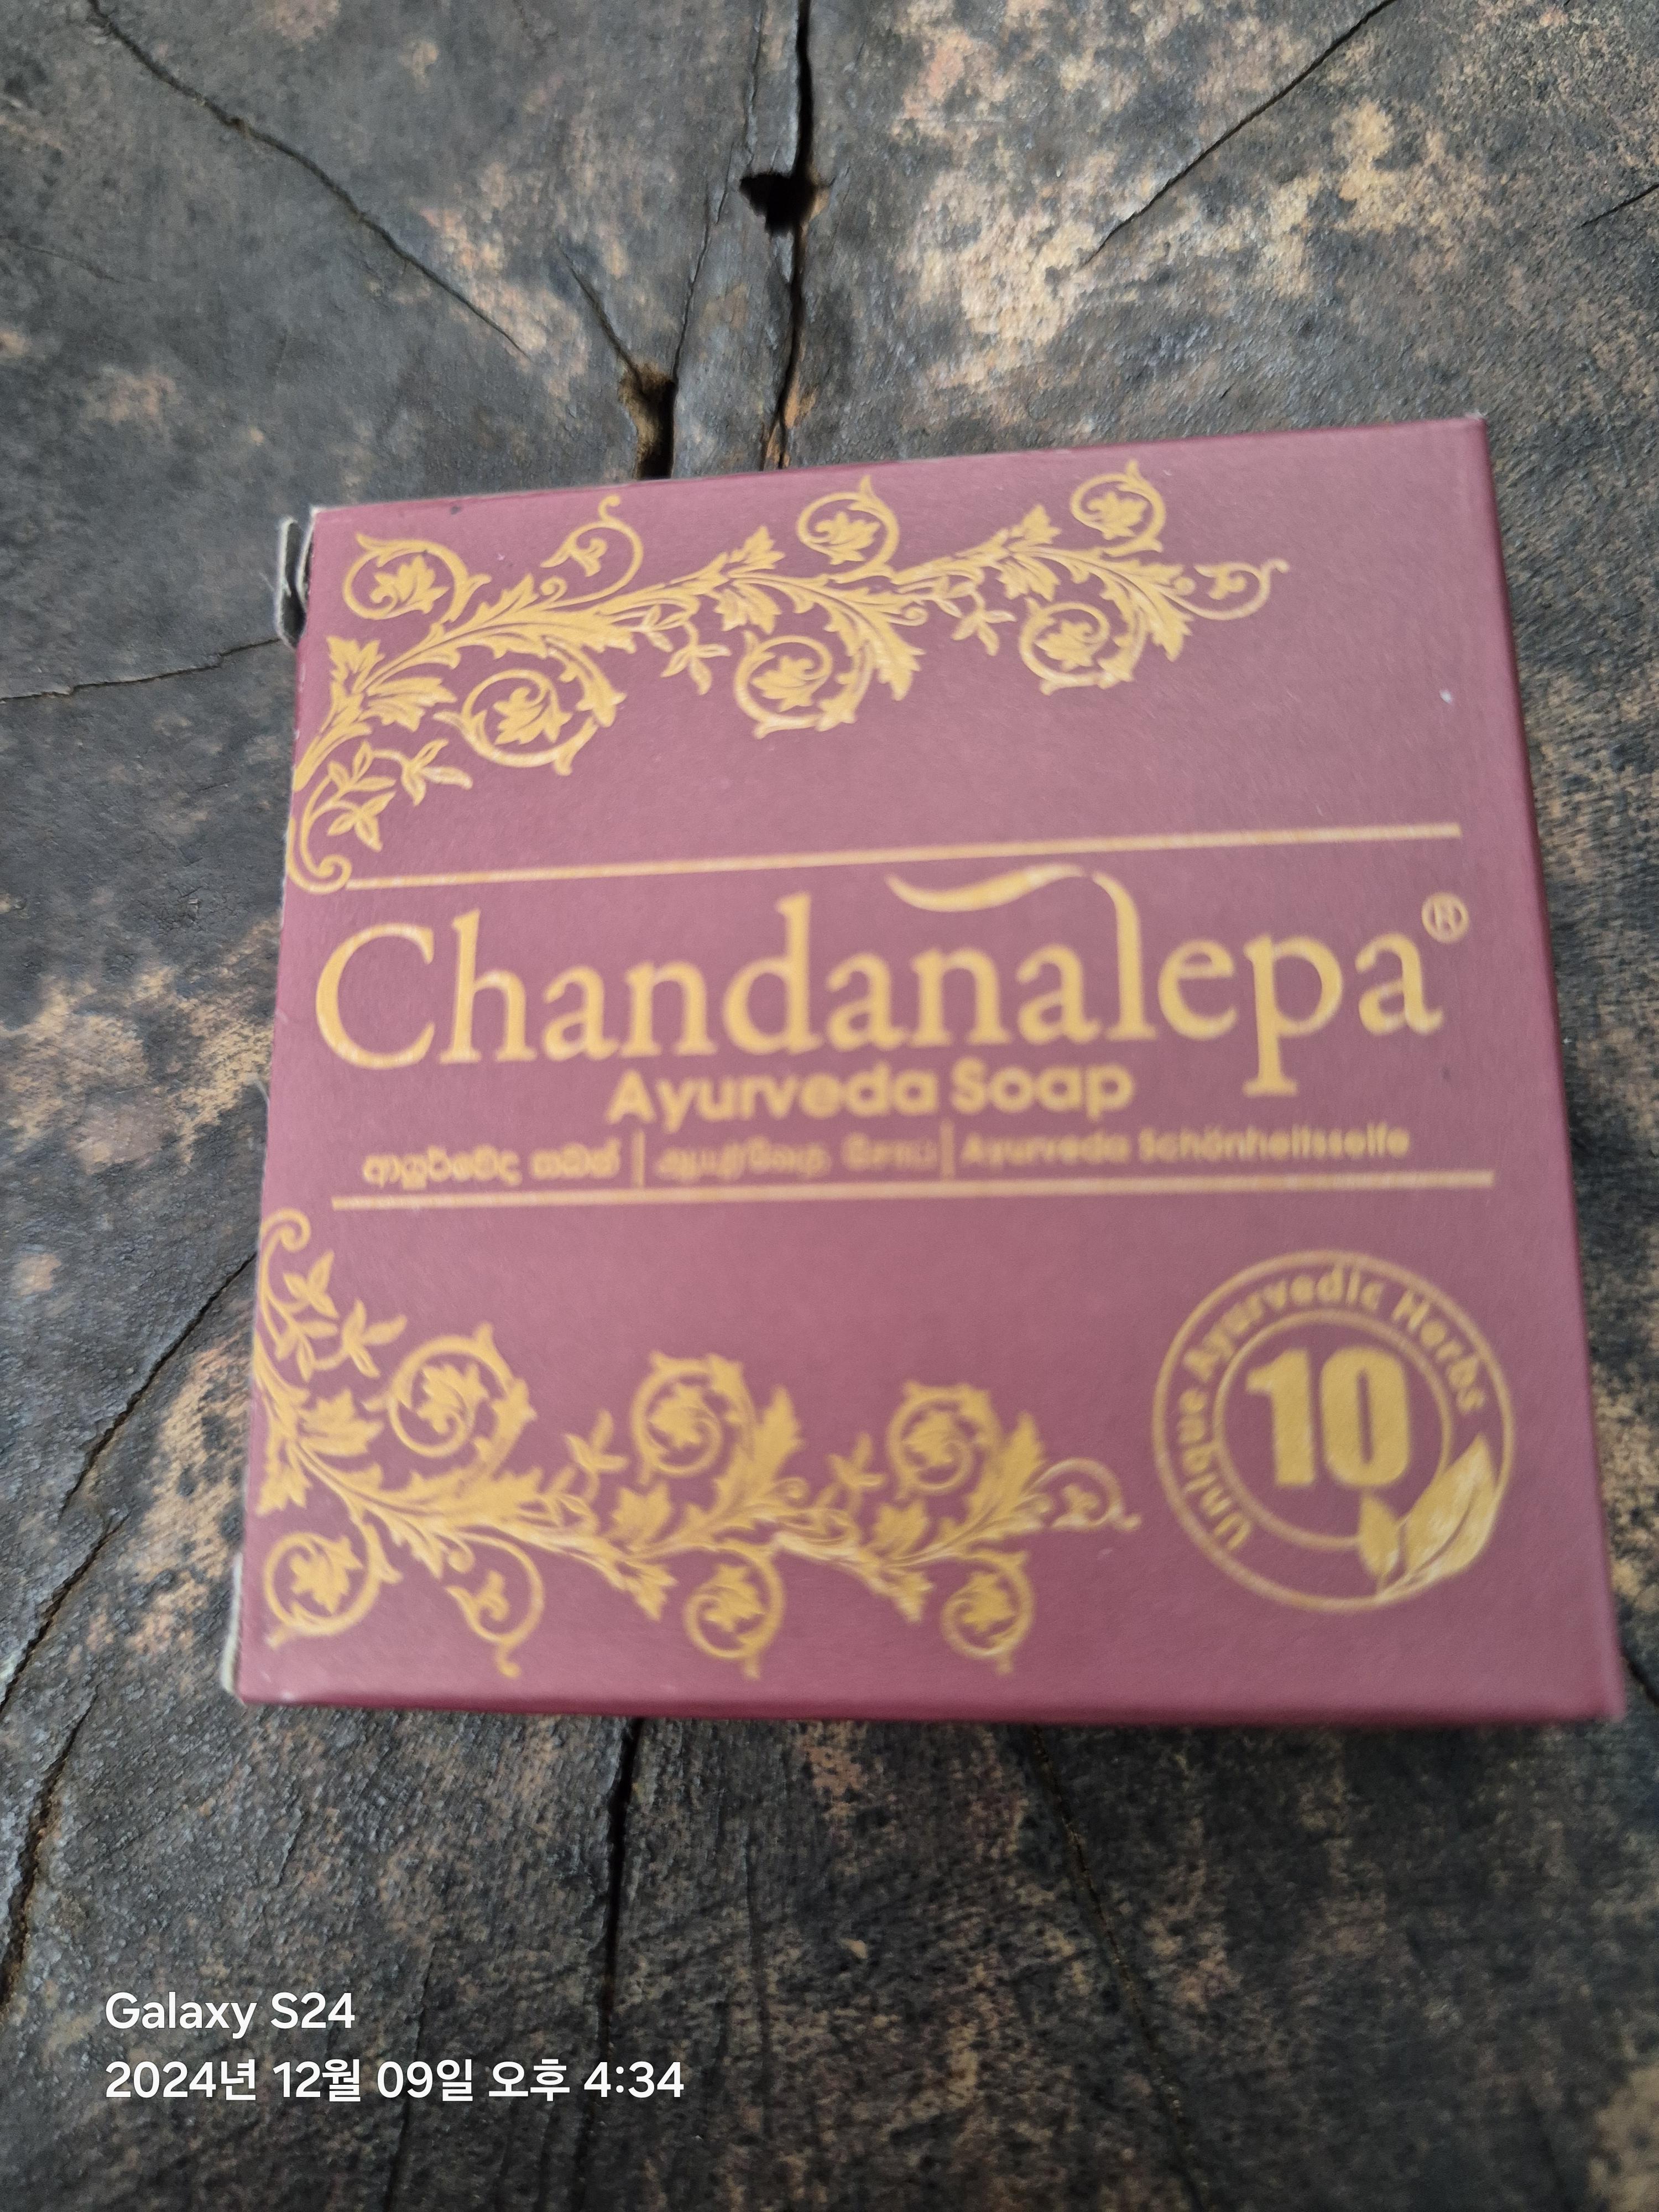 Chandanalepa®
Ayurveda Soap
ආයුර්වේද සබන් | ஆயுர்வேத சோப் | Ayurveda Schönheitsseife
Unique Ayurvedic Herbs
10
Galaxy S24
2024년 12월 09일 오후 4:34